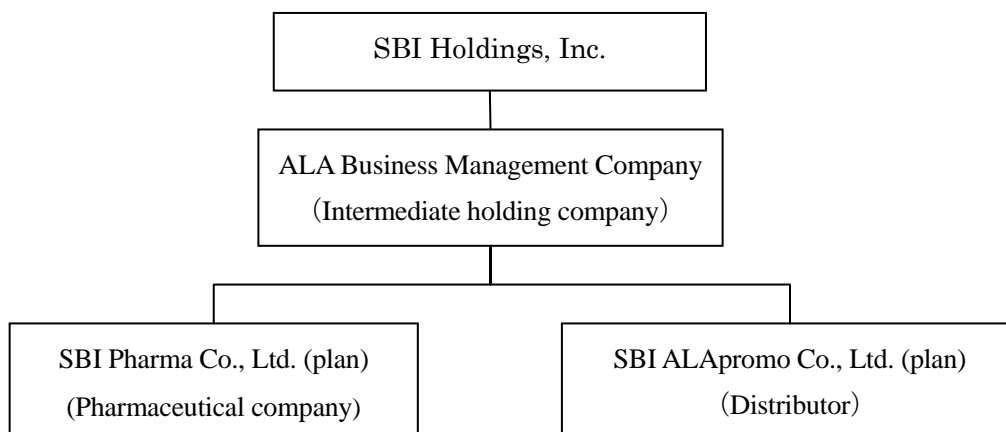 SBI Holdings, Inc.
ALA Business Management Company
（Intermediate holding company）
SBI Pharma Co., Ltd. (plan)
(Pharmaceutical company)
SBI ALApromo Co., Ltd. (plan)
（Distributor）